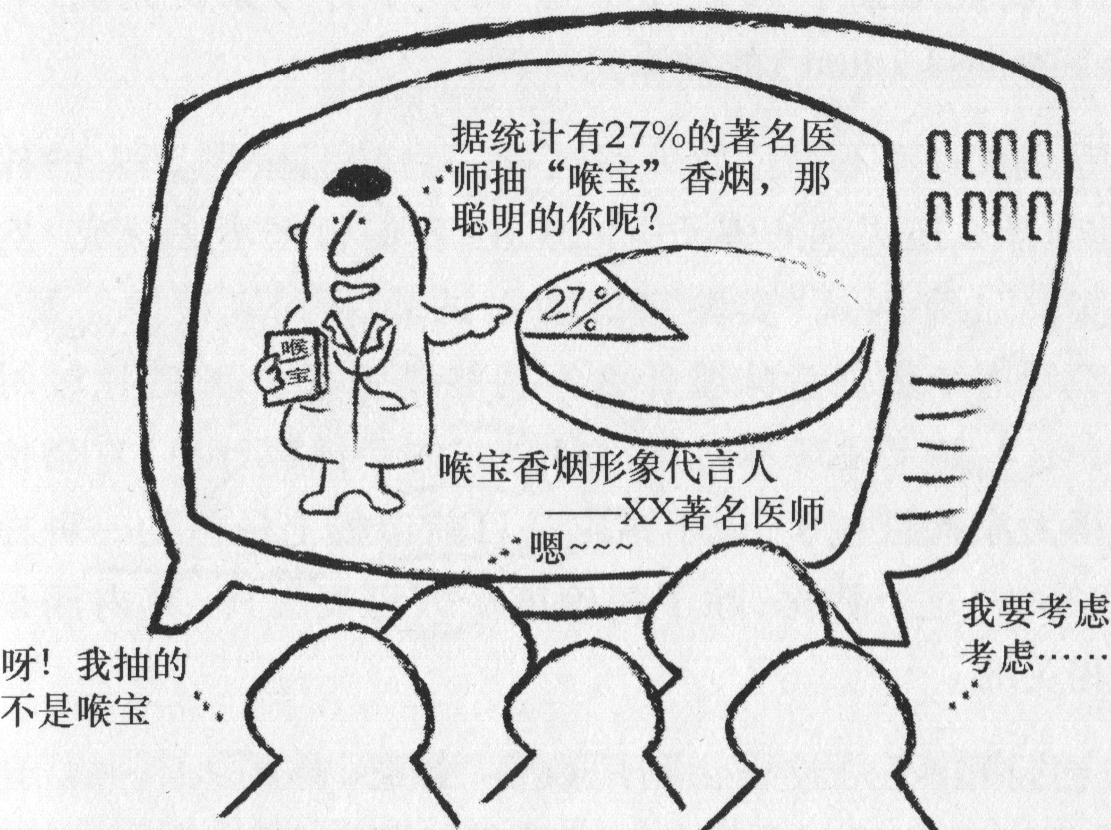 据统计有27%的著名医
师抽“喉宝”香烟，那
聪明的你呢？
27%
喉
宝
喉宝香烟形象代言人
——XX著名医师
嗯~~~
呀！我抽的
不是喉宝
我要考虑
考虑……